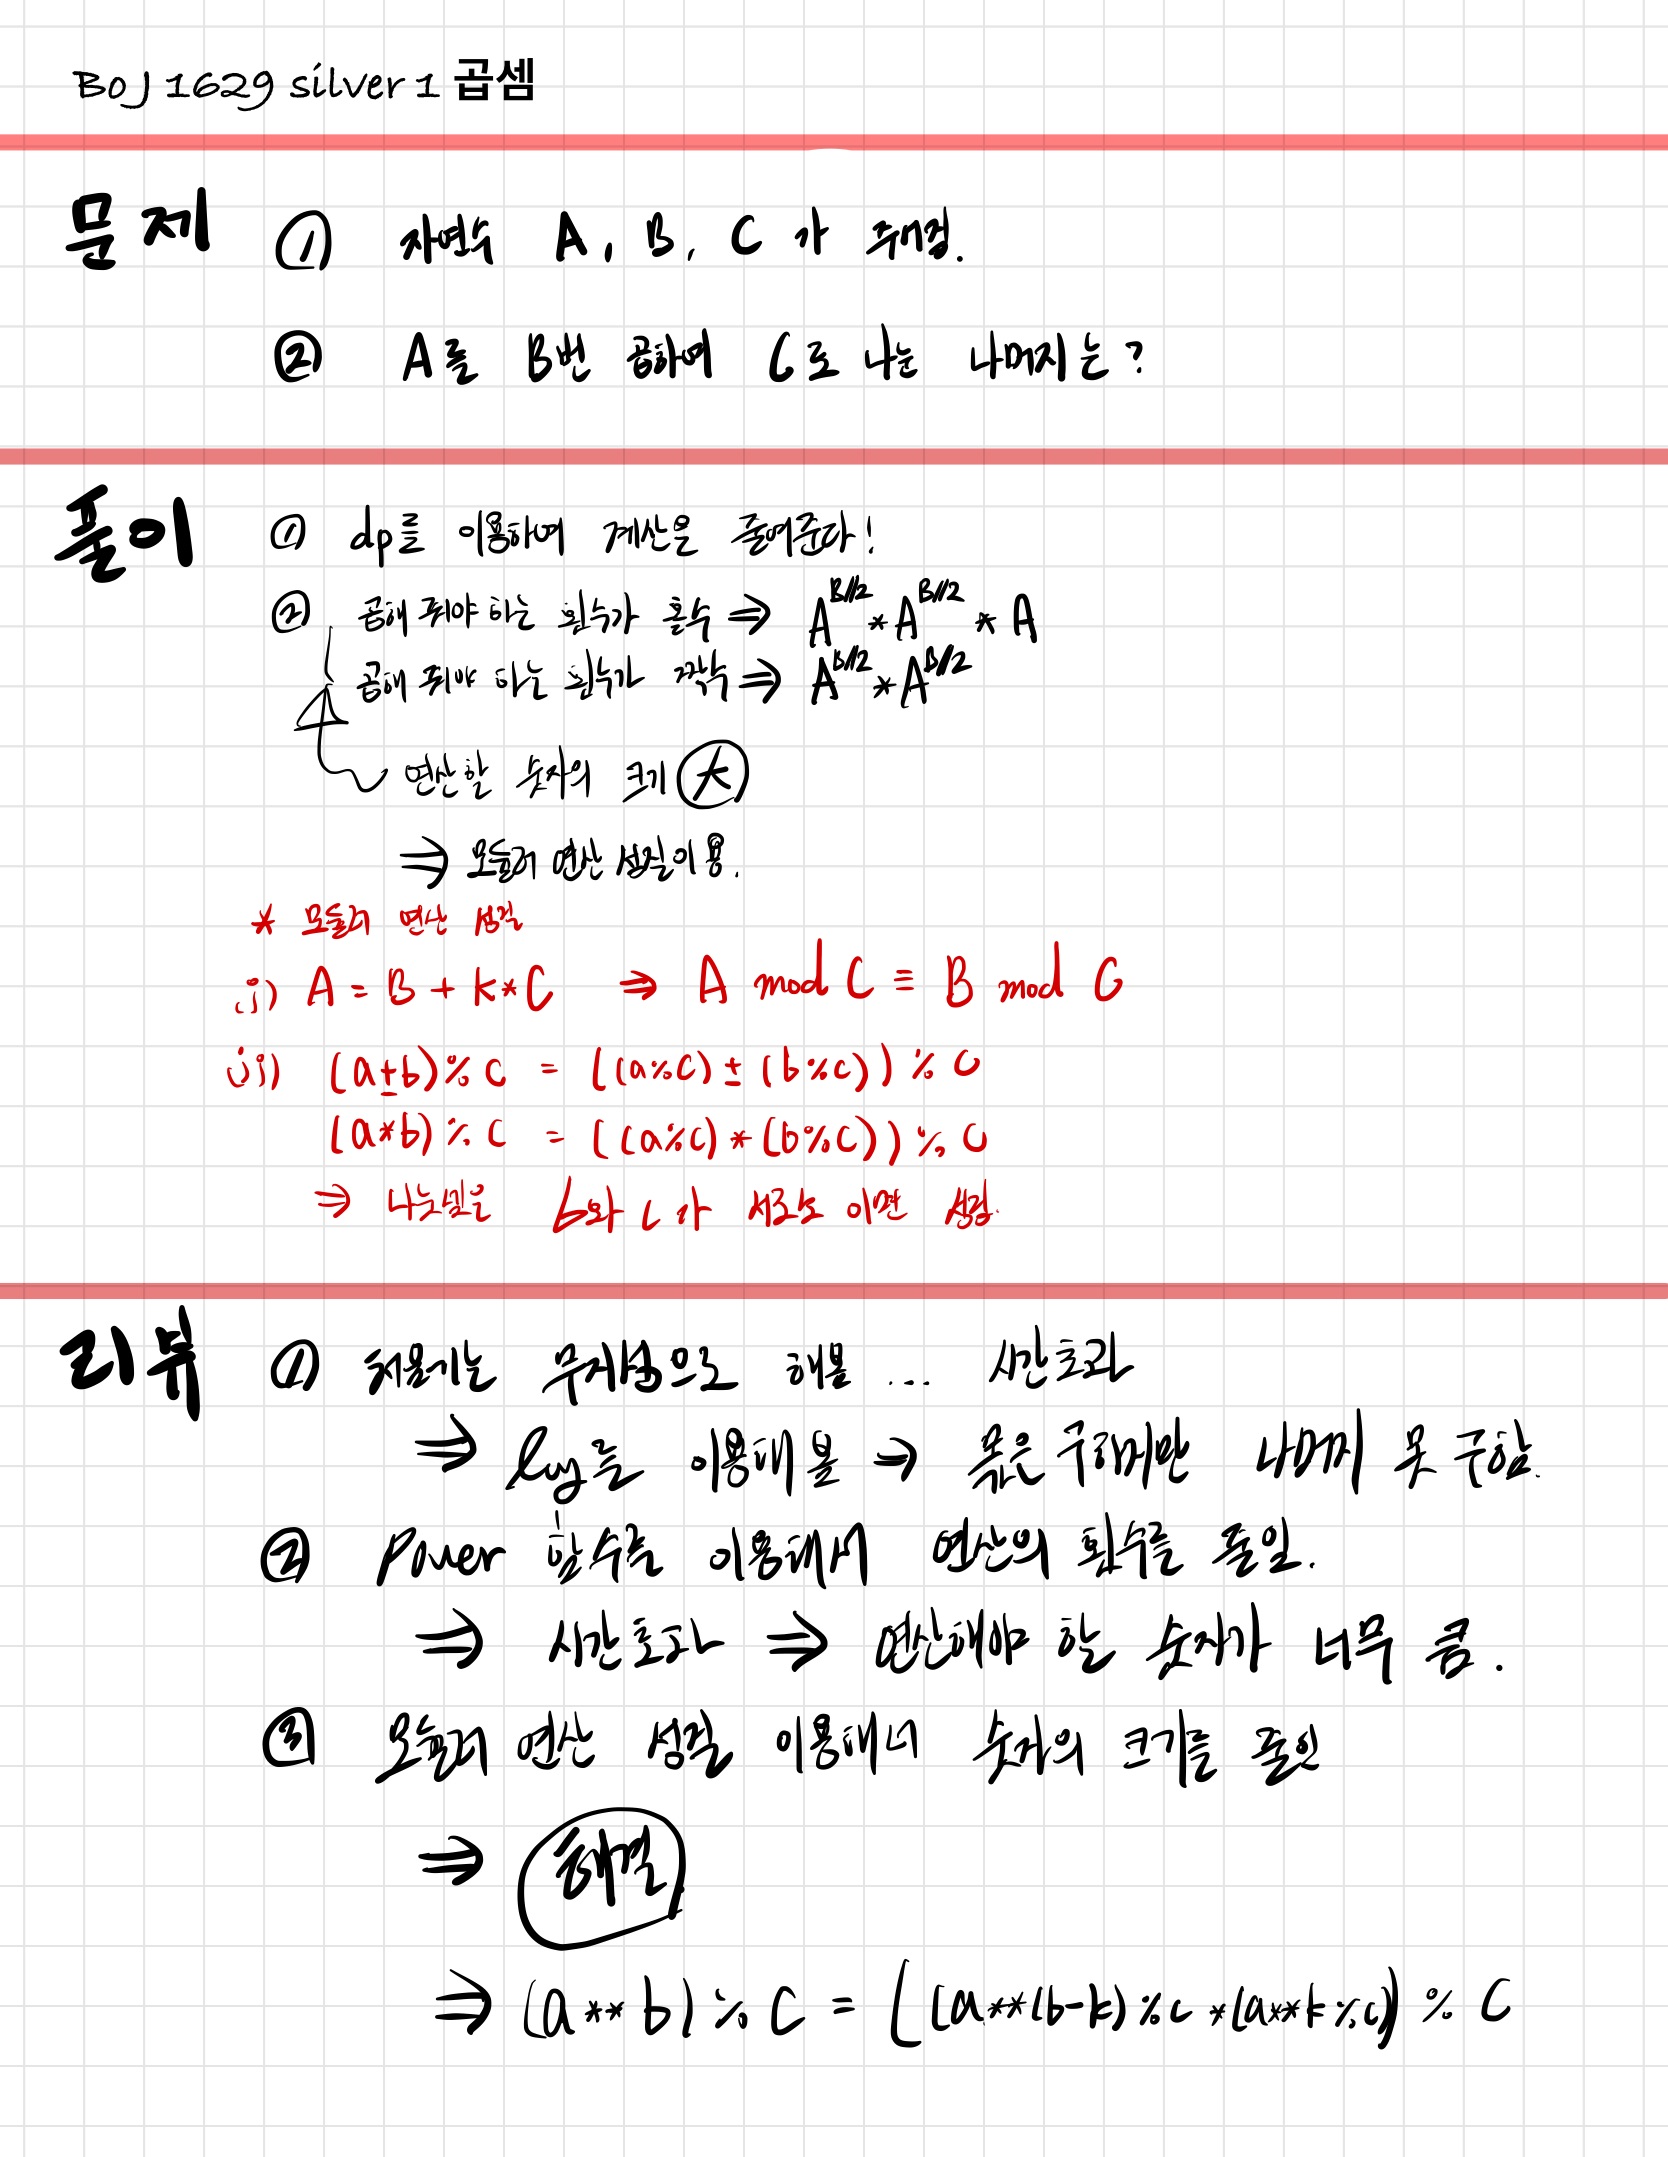 BOJ 1629 silver 1 곱셈
문제 ① 자연수 A, B, C 가 주어짐.
② A를 B번 곱하여 C로 나눈 나머지는?
풀이 ① dp를 이용하여 계산을 줄여준다!
② 곱해 줘야 하는 횟수가 홀수 ⇒ A^B//2 * A^B//2 * A
곱해 줘야 하는 횟수가 짝수 ⇒ A^B//2 * A^B//2
연산할 숫자의 크기 大
⇒ 모듈러 연산 성질이용.
* 모듈러 연산 성질
i) A = B + k*C ⇒ A mod C ≡ B mod C
ii) (a±b)%C = ((a%C) ± (b%C)) % C
(a*b)%C = ((a%C)*(b%C))%C
⇒ 나눗셈은 b와 c가 서로소 이면 성립.
리뷰 ① 처음에는 무지성으로 해봄 ... 시간초과
⇒ log를 이용해 봄 → 몫은 구하지만 나머지 못 구함.
② Power 함수를 이용해서 연산의 횟수를 줄임.
⇒ 시간초과 ⇒ 연산해야 할 숫자가 너무 큼.
③ 모듈러 연산 성질 이용해서 숫자의 크기를 줄임
⇒ 해결
⇒ (a**b)%C = ((a**(b-k)%c*(a**k%c)) % C